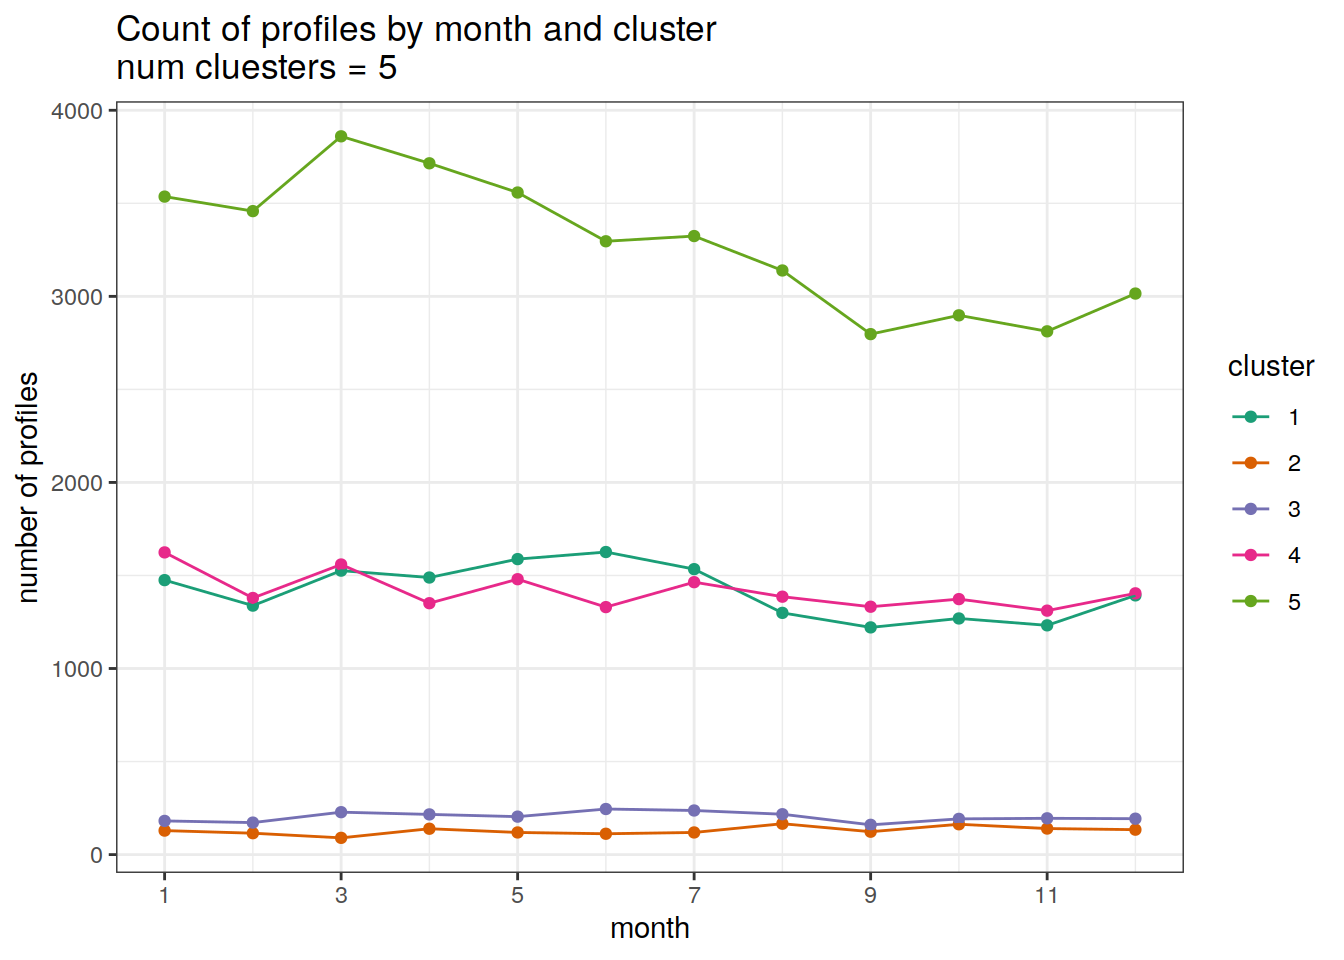 Count of profiles by month and cluster
num cluesters = 5
4000
3000
2000
1000
0
number of profiles
1 3 5 7 9 11
month
cluster
1
2
3
4
5